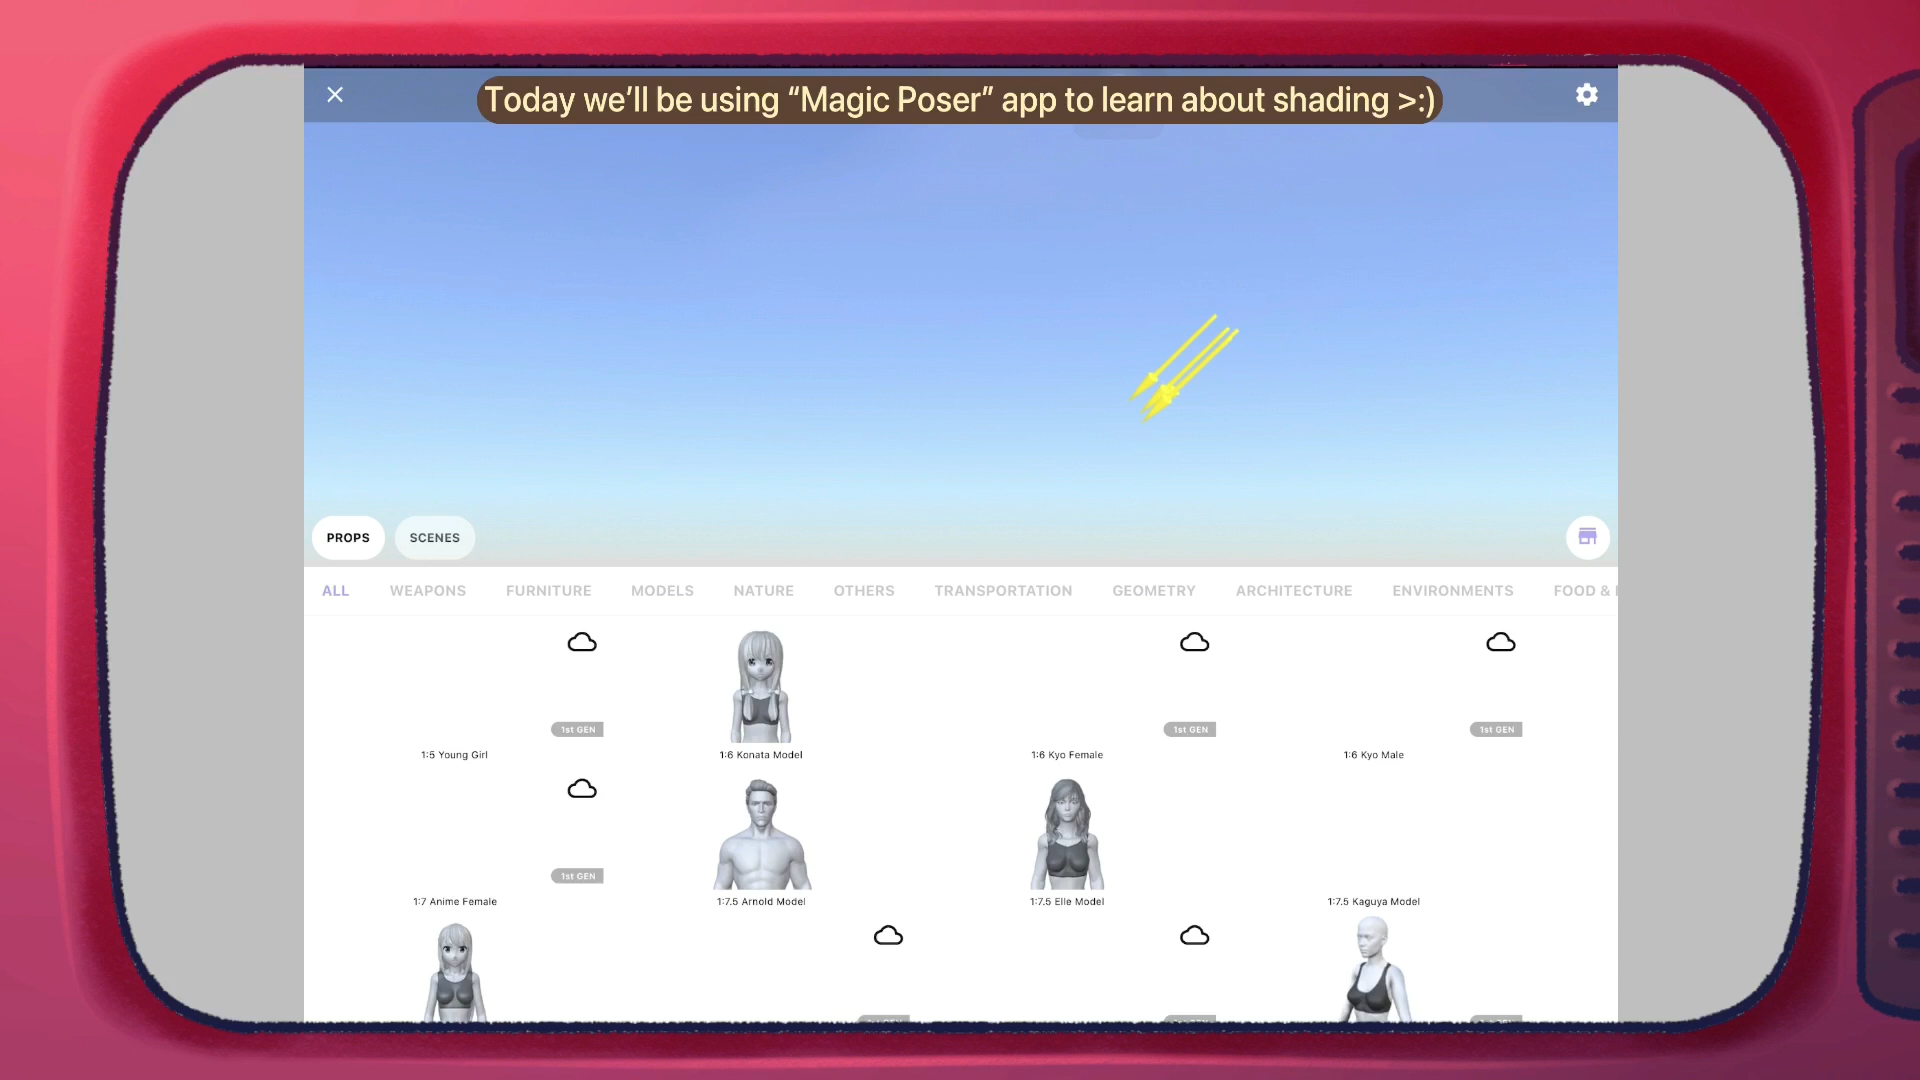 Today we’ll be using “Magic Poser” app to learn about shading >:)
PROPS SCENES
ALL WEAPONS FURNITURE MODELS NATURE OTHERS TRANSPORTATION GEOMETRY ARCHITECTURE ENVIRONMENTS FOOD &
1st GEN 1st GEN 1st GEN
1:5 Young Girl 1:6 Konata Model 1:6 Kyo Female 1:6 Kyo Male
1st GEN
1:7 Anime Female 1:7.5 Arnold Model 1:7.5 Elle Model 1:7.5 Kaguya Model